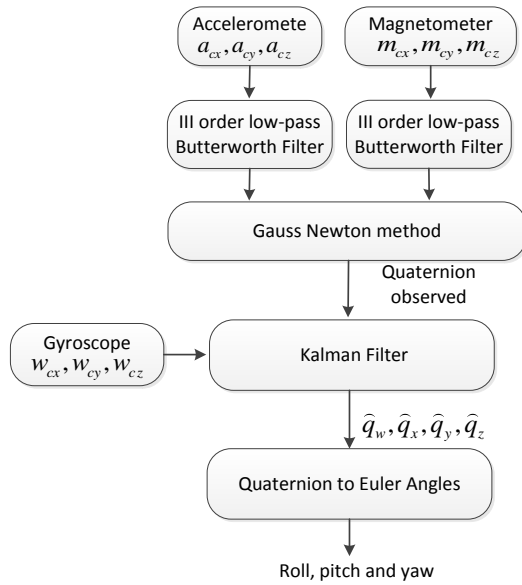 Acceleromete
a_cx, a_cy, a_cz
Magnetometer
m_cx, m_cy, m_cz
III order low-pass
Butterworth Filter
III order low-pass
Butterworth Filter
Gauss Newton method
Quaternion
observed
Gyroscope
w_cx, w_cy, w_cz
Kalman Filter
q̂_w, q̂_x, q̂_y, q̂_z
Quaternion to Euler Angles
Roll, pitch and yaw